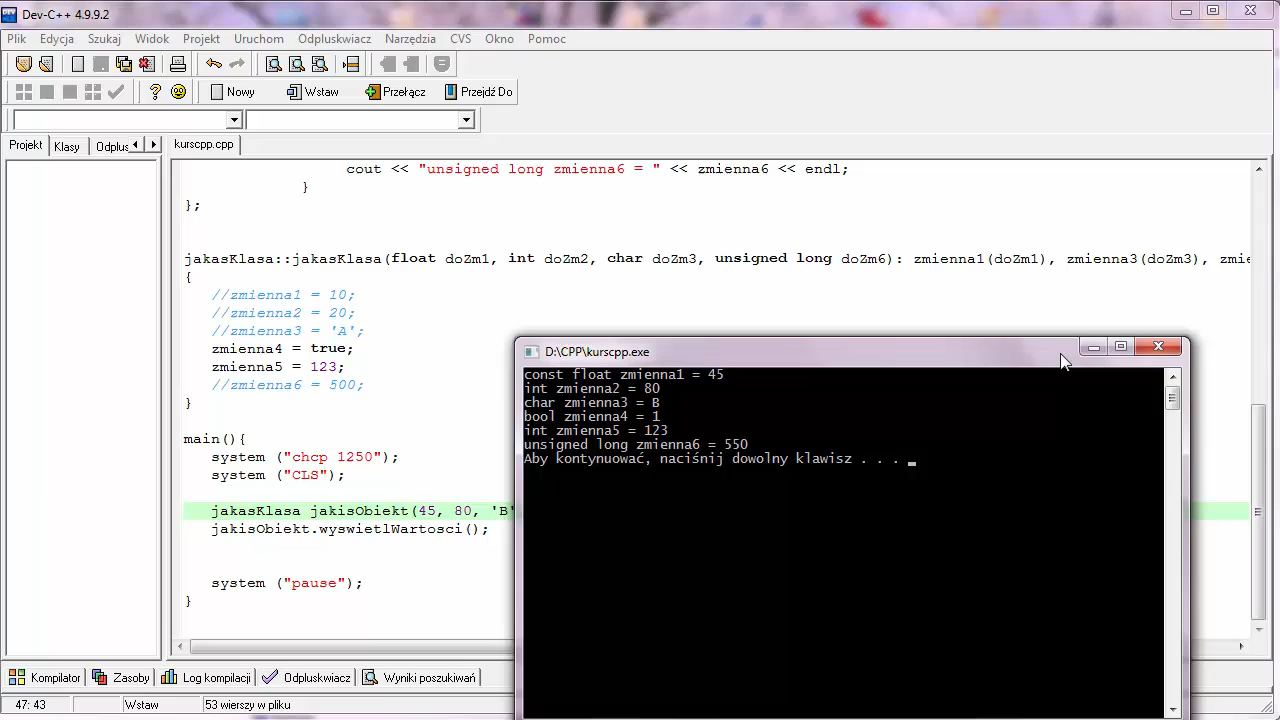 Dev-C++ 4.9.9.2
Plik Edycja Szukaj Widok Projekt Uruchom Odpluskwiacz Narzędzia CVS Okno Pomoc
Nowy Wstaw Przełącz Przejdź Do
Projekt Klasy Odplus
kurscpp.cpp
cout << "unsigned long zmienna6 = " << zmienna6 << endl;
}
};
jakasKlasa::jakasKlasa(float doZm1, int doZm2, char doZm3, unsigned long doZm6): zmienna1(doZm1), zmienna3(doZm3), zmie
{
//zmienna1 = 10;
//zmienna2 = 20;
//zmienna3 = 'A';
zmienna4 = true;
zmienna5 = 123;
//zmienna6 = 500;
}
main(){
system ("chcp 1250");
system ("CLS");
jakasKlasa jakisObiekt(45, 80, 'B'
jakisObiekt.wyswietlWartosci();
system ("pause");
}
D:\CPP\kurscpp.exe
const float zmienna1 = 45
int zmienna2 = 80
char zmienna3 = B
bool zmienna4 = 1
int zmienna5 = 123
unsigned long zmienna6 = 550
Aby kontynuować, naciśnij dowolny klawisz . . .
Kompilator Zasoby Log kompilacji Odpluskwiacz Wyniki poszukiwań
47: 43 Wstaw 53 wierszy w pliku